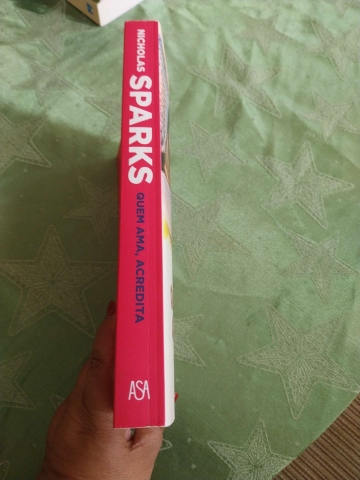 NICHOLAS
SPARKS
QUEM AMA, ACREDITA
ASA